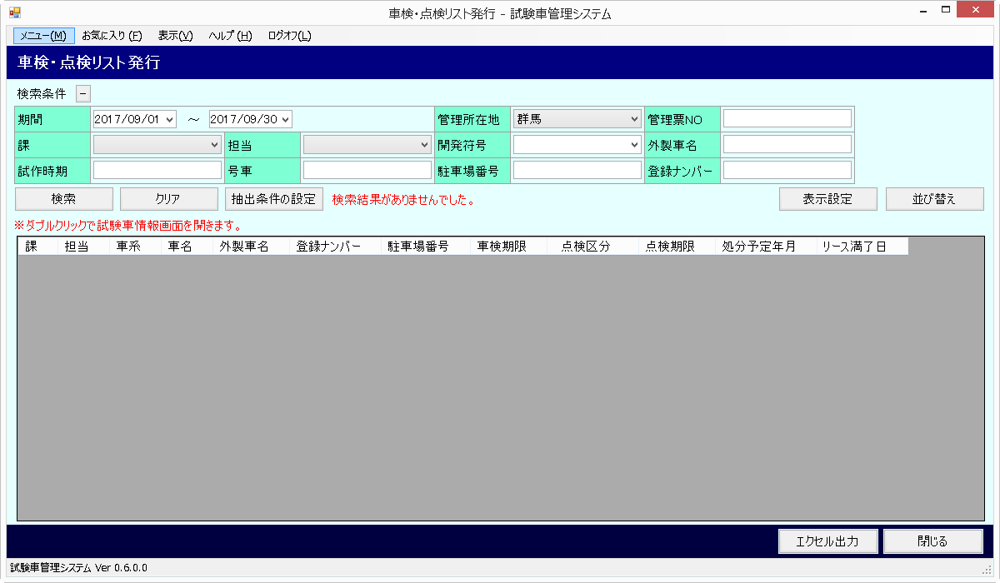 車検・点検リスト発行 - 試験車管理システム
メニュー(M) お気に入り(F) 表示(V) ヘルプ(H) ログオフ(L)
車検・点検リスト発行
検索条件 −
期間 2017/09/01 ～ 2017/09/30 管理所在地 群馬 管理票NO
課 担当 開発符号 外製車名
試作時期 号車 駐車場番号 登録ナンバー
検索 クリア 抽出条件の設定 検索結果がありませんでした。 表示設定 並び替え
※ダブルクリックで試験車情報画面を開きます。
課 担当 車系 車名 外製車名 登録ナンバー 駐車場番号 車検期限 点検区分 点検期限 処分予定年月 リース満了日
エクセル出力 閉じる
試験車管理システム Ver 0.6.0.0